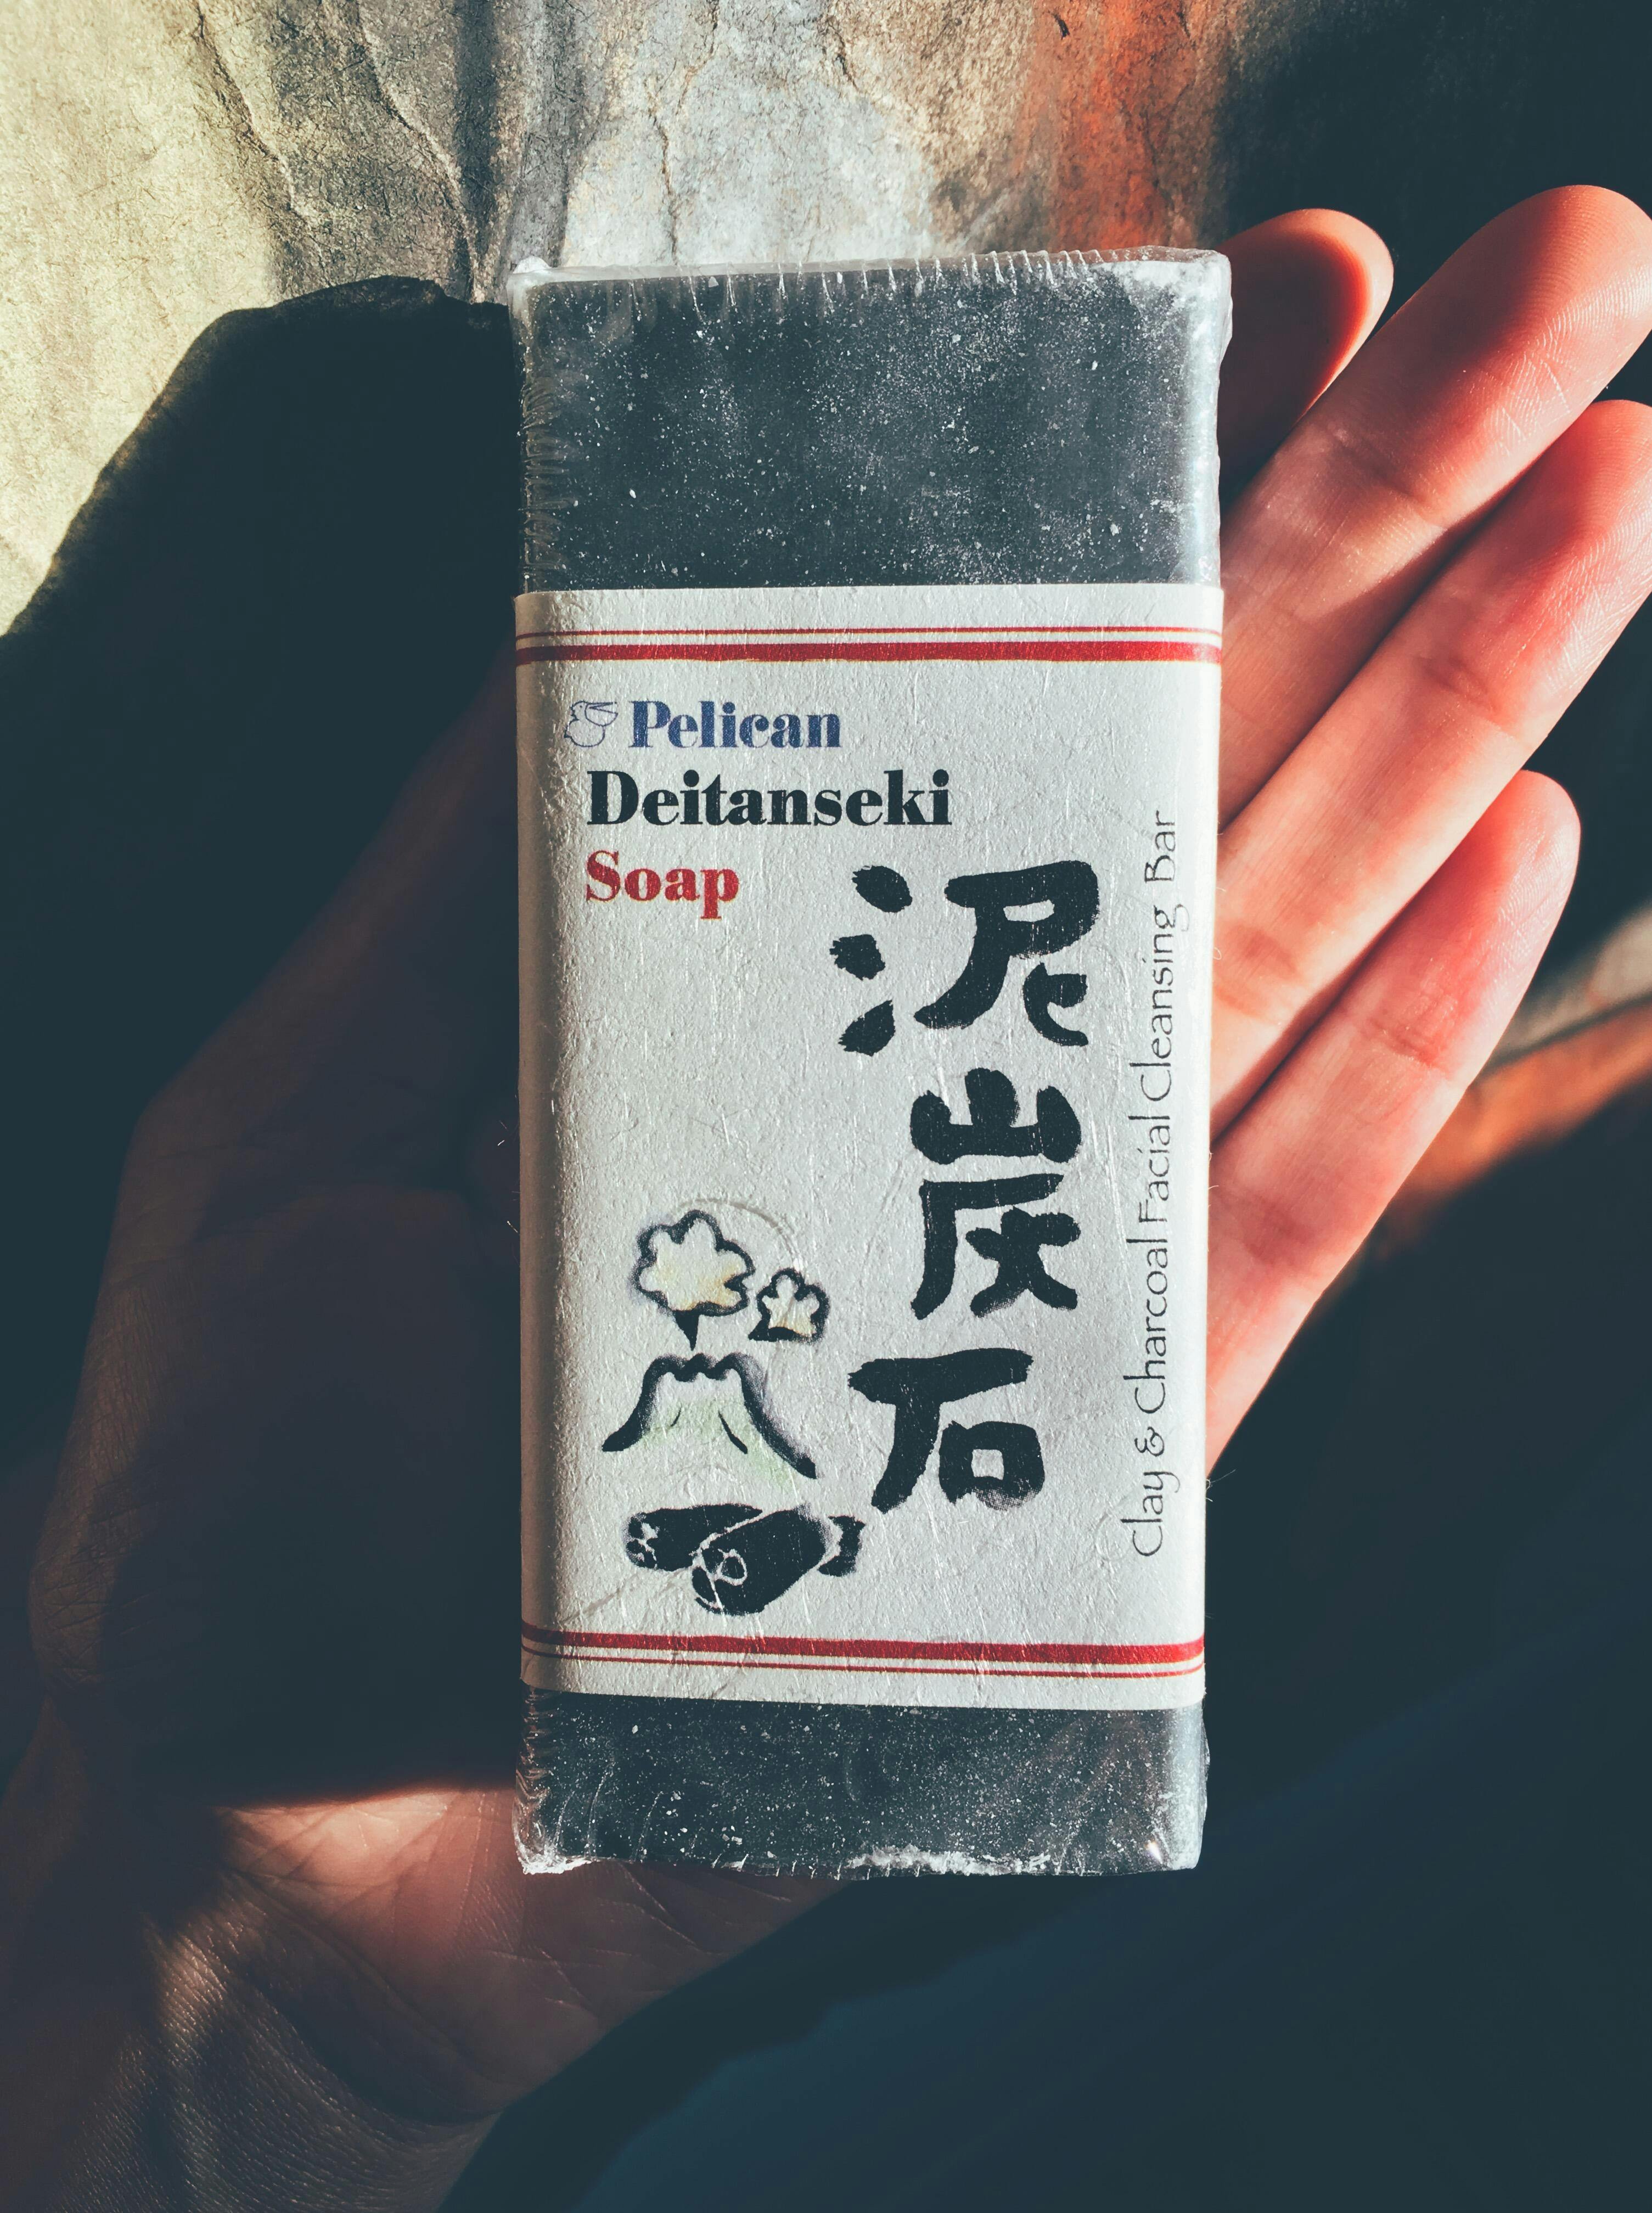 Pelican
Deitanseki
Soap
泥炭石
Clay & Charcoal Facial Cleansing Bar